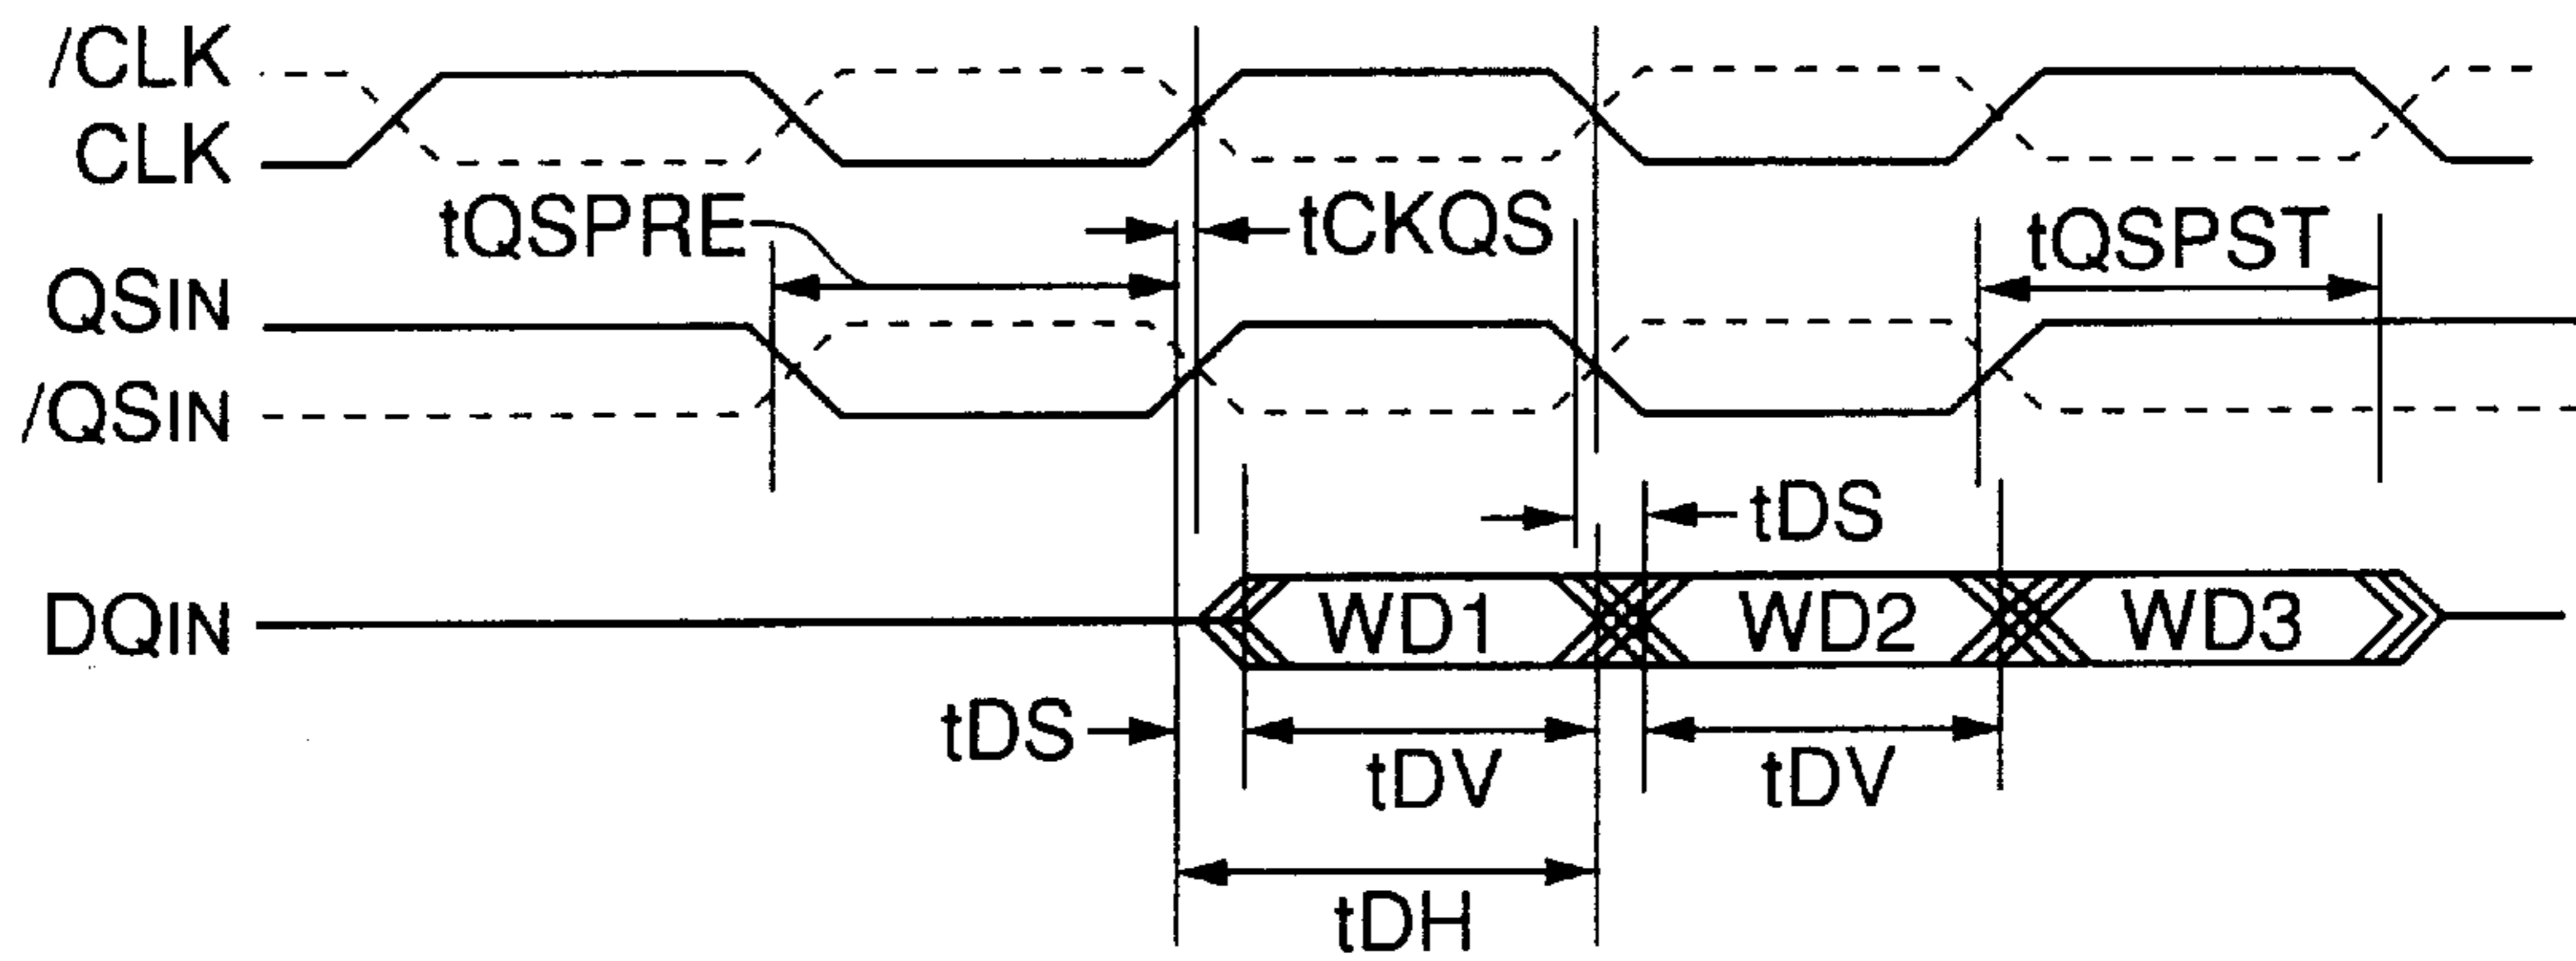 /CLK
CLK
tQSPRE
tCKQS
tQSPST
QSIN
/QSIN
tDS
DQIN
WD1
WD2
WD3
tDS
tDV
tDV
tDH